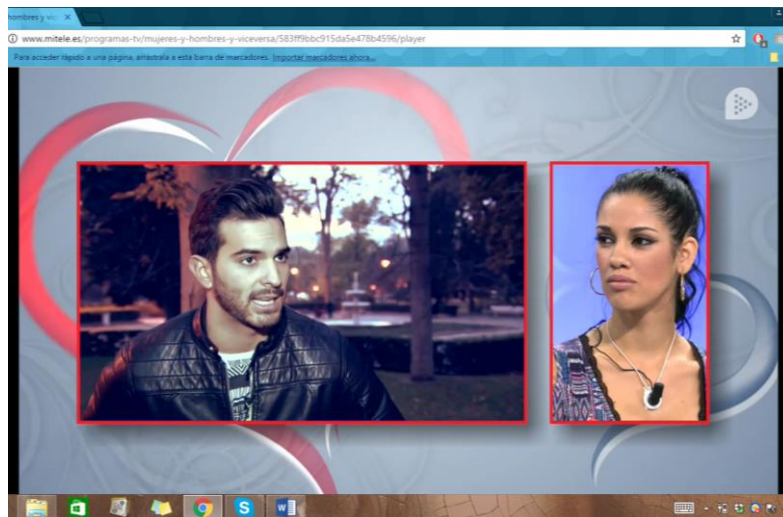 hombres y vic
www.mitele.es/programas-tv/mujeres-y-hombres-y-viceversa/583ff9bbc915da5e478b4596/player
Para acceder rápido a una página, arrástrala a esta barra de marcadores. Importar marcadores ahora...